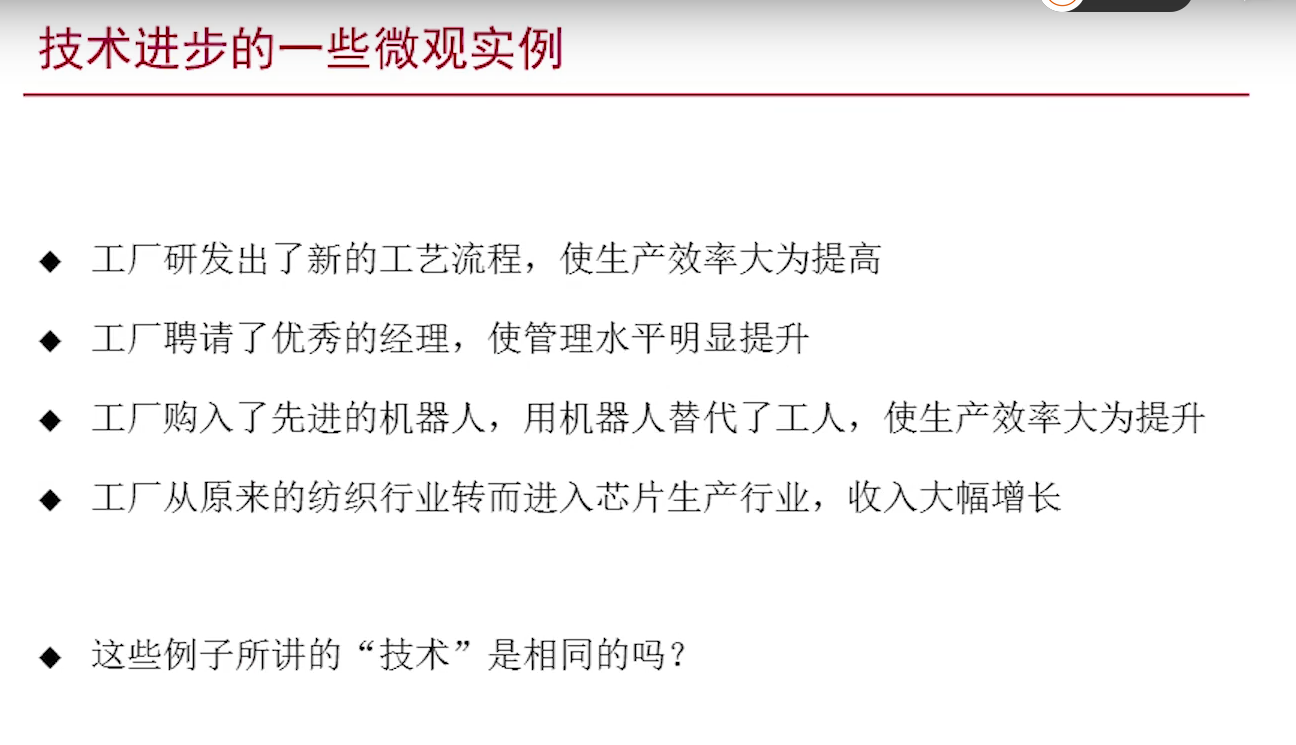 技术进步的一些微观实例
◆ 工厂研发出了新的工艺流程，使生产效率大为提高
◆ 工厂聘请了优秀的经理，使管理水平明显提升
◆ 工厂购入了先进的机器人，用机器人替代了工人，使生产效率大为提升
◆ 工厂从原来的纺织行业转而进入芯片生产行业，收入大幅增长
◆ 这些例子所讲的“技术”是相同的吗？